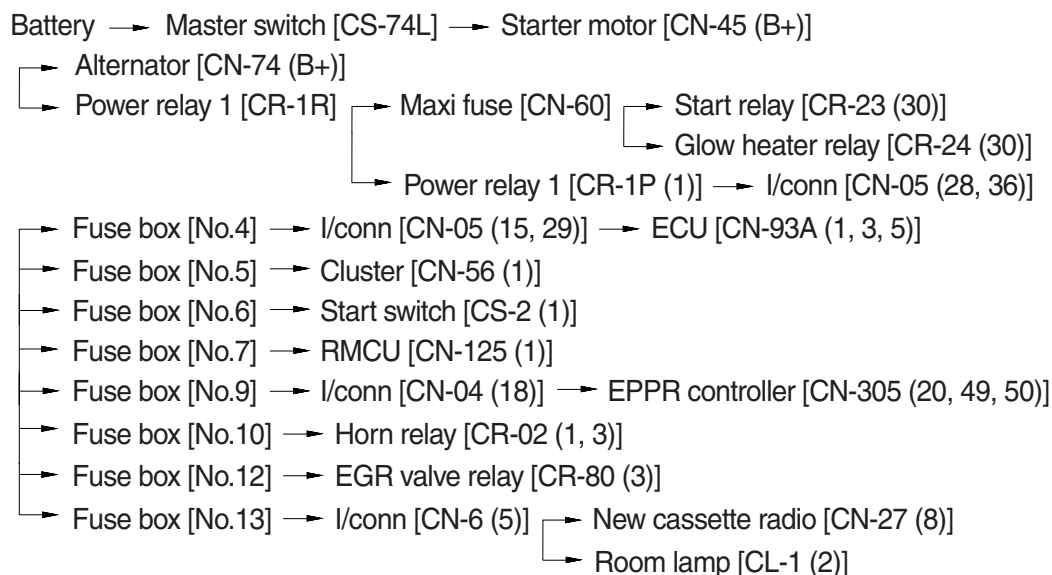 Battery → Master switch [CS-74L] → Starter motor [CN-45 (B+)]
→ Alternator [CN-74 (B+)]
→ Power relay 1 [CR-1R] → Maxi fuse [CN-60] → Start relay [CR-23 (30)]
→ Glow heater relay [CR-24 (30)]
→ Power relay 1 [CR-1P (1)] → I/conn [CN-05 (28, 36)]
→ Fuse box [No.4] → I/conn [CN-05 (15, 29)] → ECU [CN-93A (1, 3, 5)]
→ Fuse box [No.5] → Cluster [CN-56 (1)]
→ Fuse box [No.6] → Start switch [CS-2 (1)]
→ Fuse box [No.7] → RMCU [CN-125 (1)]
→ Fuse box [No.9] → I/conn [CN-04 (18)] → EPPR controller [CN-305 (20, 49, 50)]
→ Fuse box [No.10] → Horn relay [CR-02 (1, 3)]
→ Fuse box [No.12] → EGR valve relay [CR-80 (3)]
→ Fuse box [No.13] → I/conn [CN-6 (5)] → New cassette radio [CN-27 (8)]
→ Room lamp [CL-1 (2)]